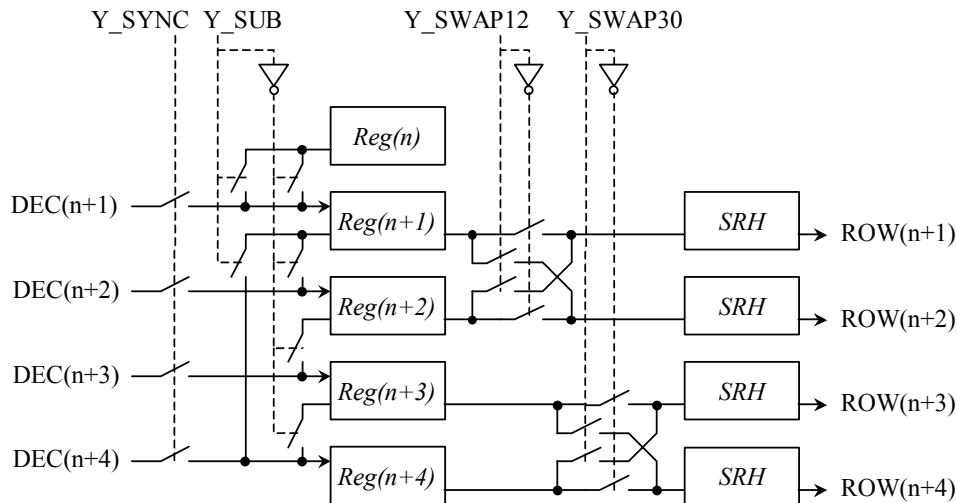 Y_SYNC Y_SUB Y_SWAP12 Y_SWAP30
Reg(n)
DEC(n+1) Reg(n+1) SRH ROW(n+1)
DEC(n+2) Reg(n+2) SRH ROW(n+2)
DEC(n+3) Reg(n+3) SRH ROW(n+3)
DEC(n+4) Reg(n+4) SRH ROW(n+4)